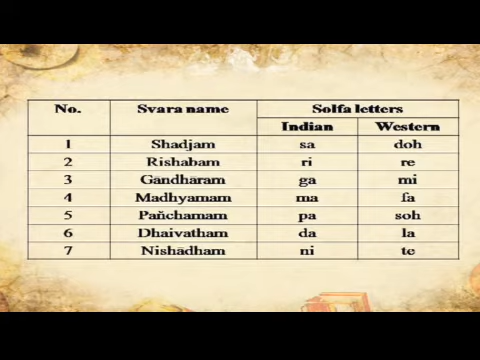 No. Svara name Solfa letters
Indian Western
1 Shadjam sa doh
2 Rishabam ri re
3 Gāndhāram ga mi
4 Madhyamam ma fa
5 Pañchamam pa soh
6 Dhaivatham da la
7 Nishādham ni te